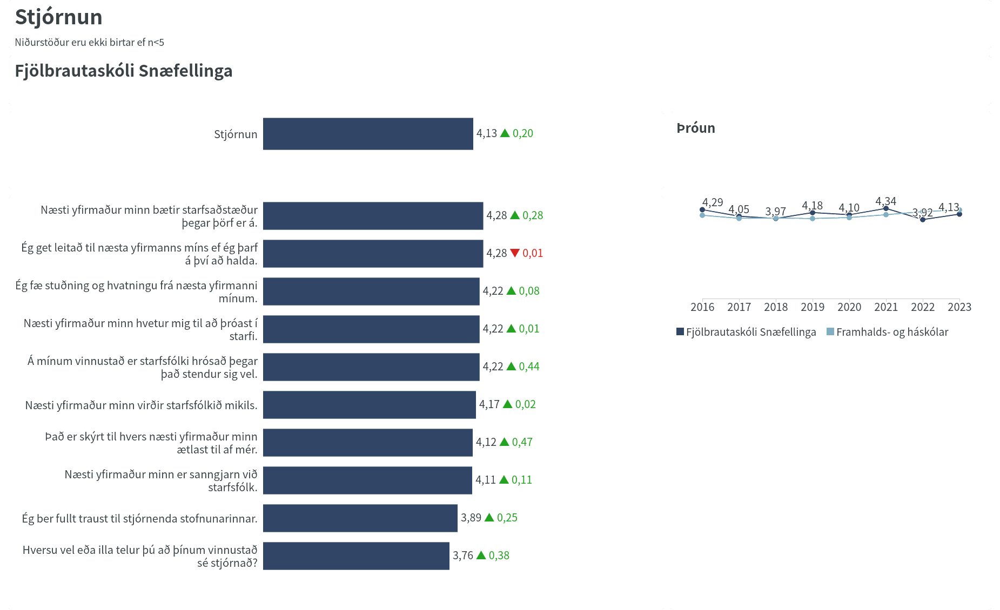 Stjórnun
Niðurstöður eru ekki birtar ef n<5
Fjölbrautaskóli Snæfellinga
Stjórnun
4,13 ▲ 0,20
Næsti yfirmaður minn bætir starfsaðstæður
þegar þörf er á.
4,28 ▲ 0,28
Ég get leitað til næsta yfirmanns míns ef ég þarf
á því að halda.
4,28 ▼ 0,01
Ég fæ stuðning og hvatningu frá næsta yfirmanni
mínum.
4,22 ▲ 0,08
Næsti yfirmaður minn hvetur mig til að þróast í
starfi.
4,22 ▲ 0,01
Á mínum vinnustað er starfsfólki hrósað þegar
það stendur sig vel.
4,22 ▲ 0,44
Næsti yfirmaður minn virðir starfsfólkið mikils.
4,17 ▲ 0,02
Það er skýrt til hvers næsti yfirmaður minn
ætlast til af mér.
4,12 ▲ 0,47
Næsti yfirmaður minn er sanngjarn við
starfsfólk.
4,11 ▲ 0,11
Ég ber fullt traust til stjórnenda stofnunarinnar.
3,89 ▲ 0,25
Hversu vel eða illa telur þú að þínum vinnustað
sé stjórnað?
3,76 ▲ 0,38
Þróun
4,29 4,05 3,97 4,18 4,10 4,34 3,92 4,13
2016 2017 2018 2019 2020 2021 2022 2023
Fjölbrautaskóli Snæfellinga Framhalds- og háskólar